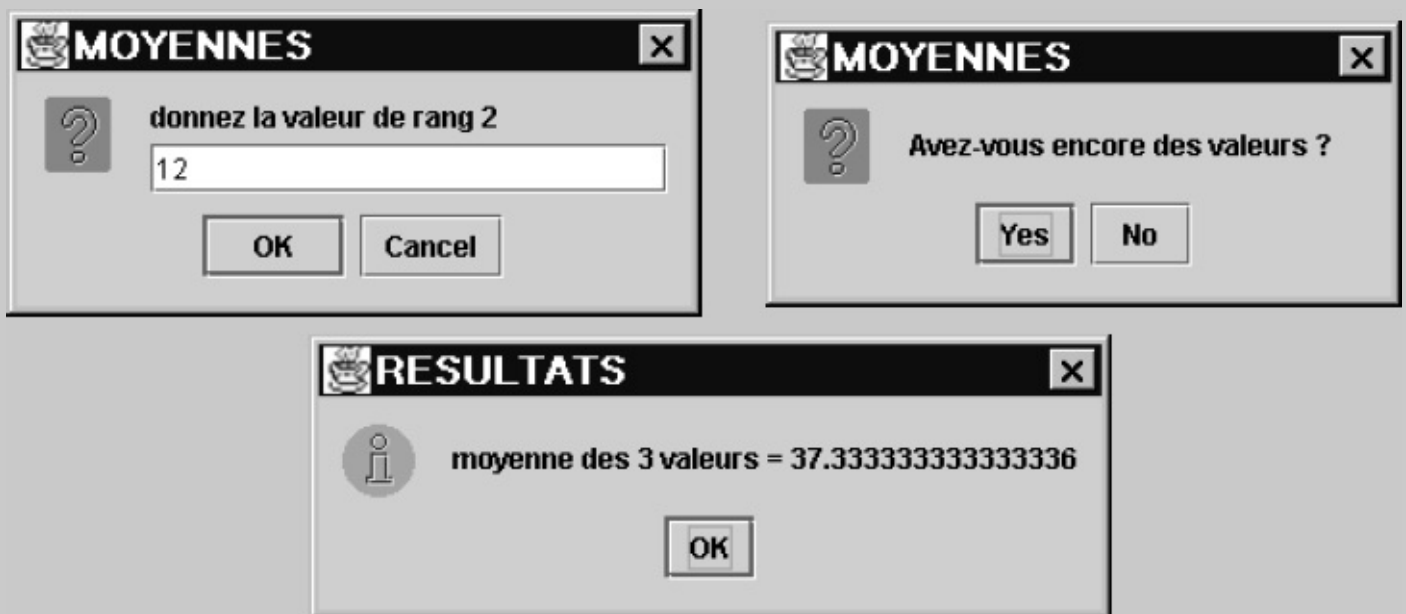 MOYENNES
donnez la valeur de rang 2
12
OK
Cancel
MOYENNES
Avez-vous encore des valeurs ?
Yes
No
RESULTATS
moyenne des 3 valeurs = 37.333333333333336
OK